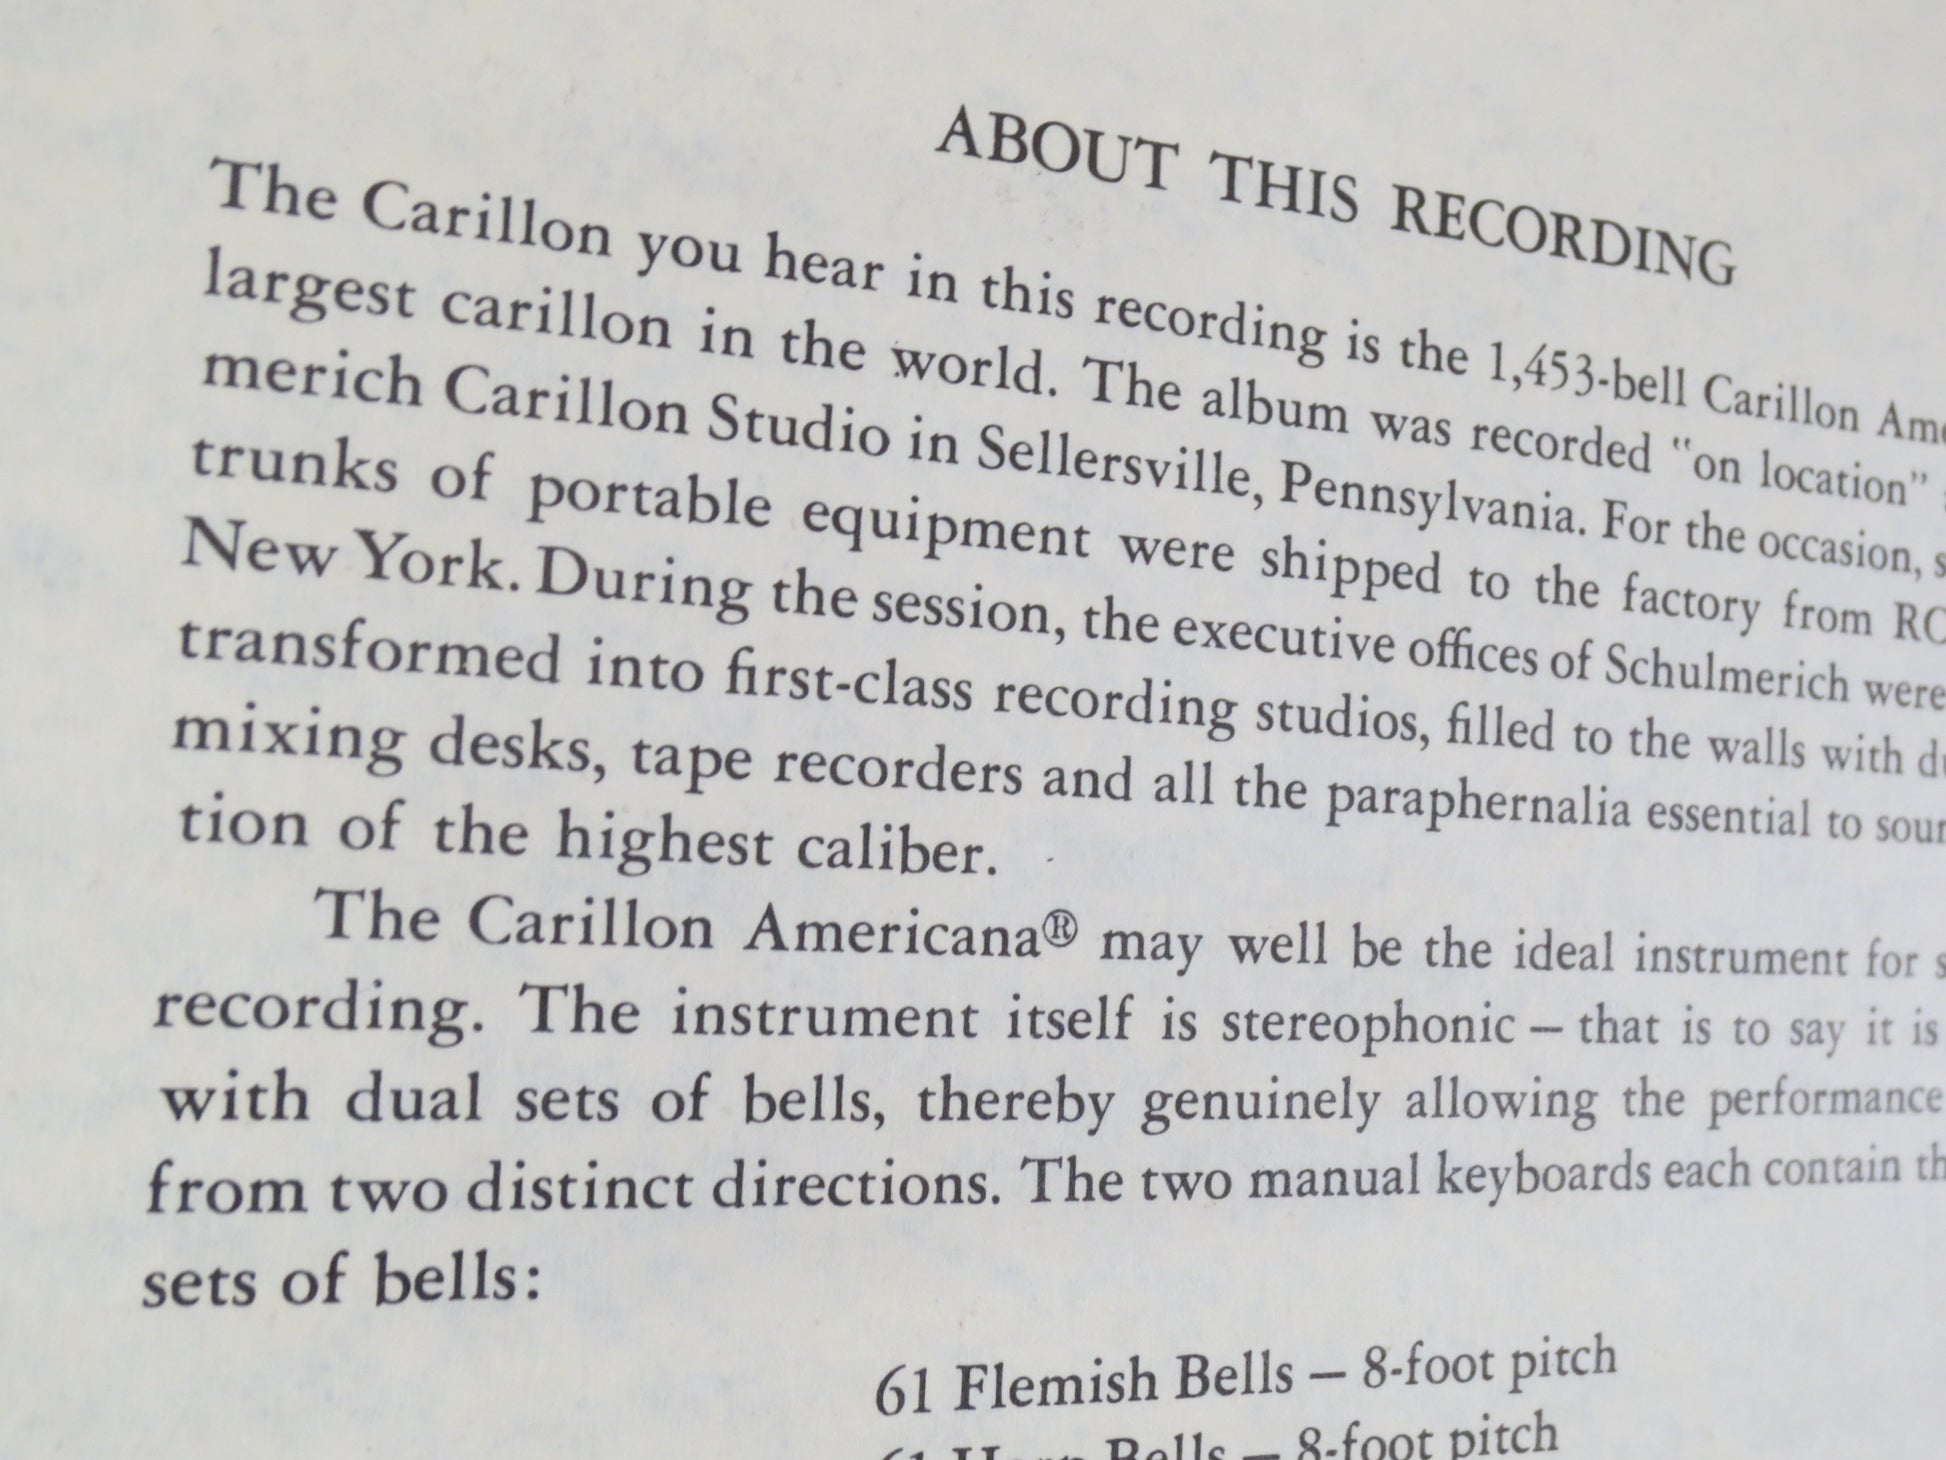 ABOUT THIS RECORDING
The Carillon you hear in this recording is the 1,453-bell Carillon
largest carillon in the world. The album was recorded "on location"
merich Carillon Studio in Sellersville, Pennsylvania. For the occasion,
trunks of portable equipment were shipped to the factory from
New York. During the session, the executive offices of Schulmerich were
transformed into first-class recording studios, filled to the walls with
mixing desks, tape recorders and all the paraphernalia essential to
tion of the highest caliber.
The Carillon Americana® may well be the ideal instrument for
recording. The instrument itself is stereophonic – that is to say it is
with dual sets of bells, thereby genuinely allowing the performance
from two distinct directions. The two manual keyboards each contain
sets of bells:
61 Flemish Bells – 8-foot pitch
61 Harp Bells – 8-foot pitch